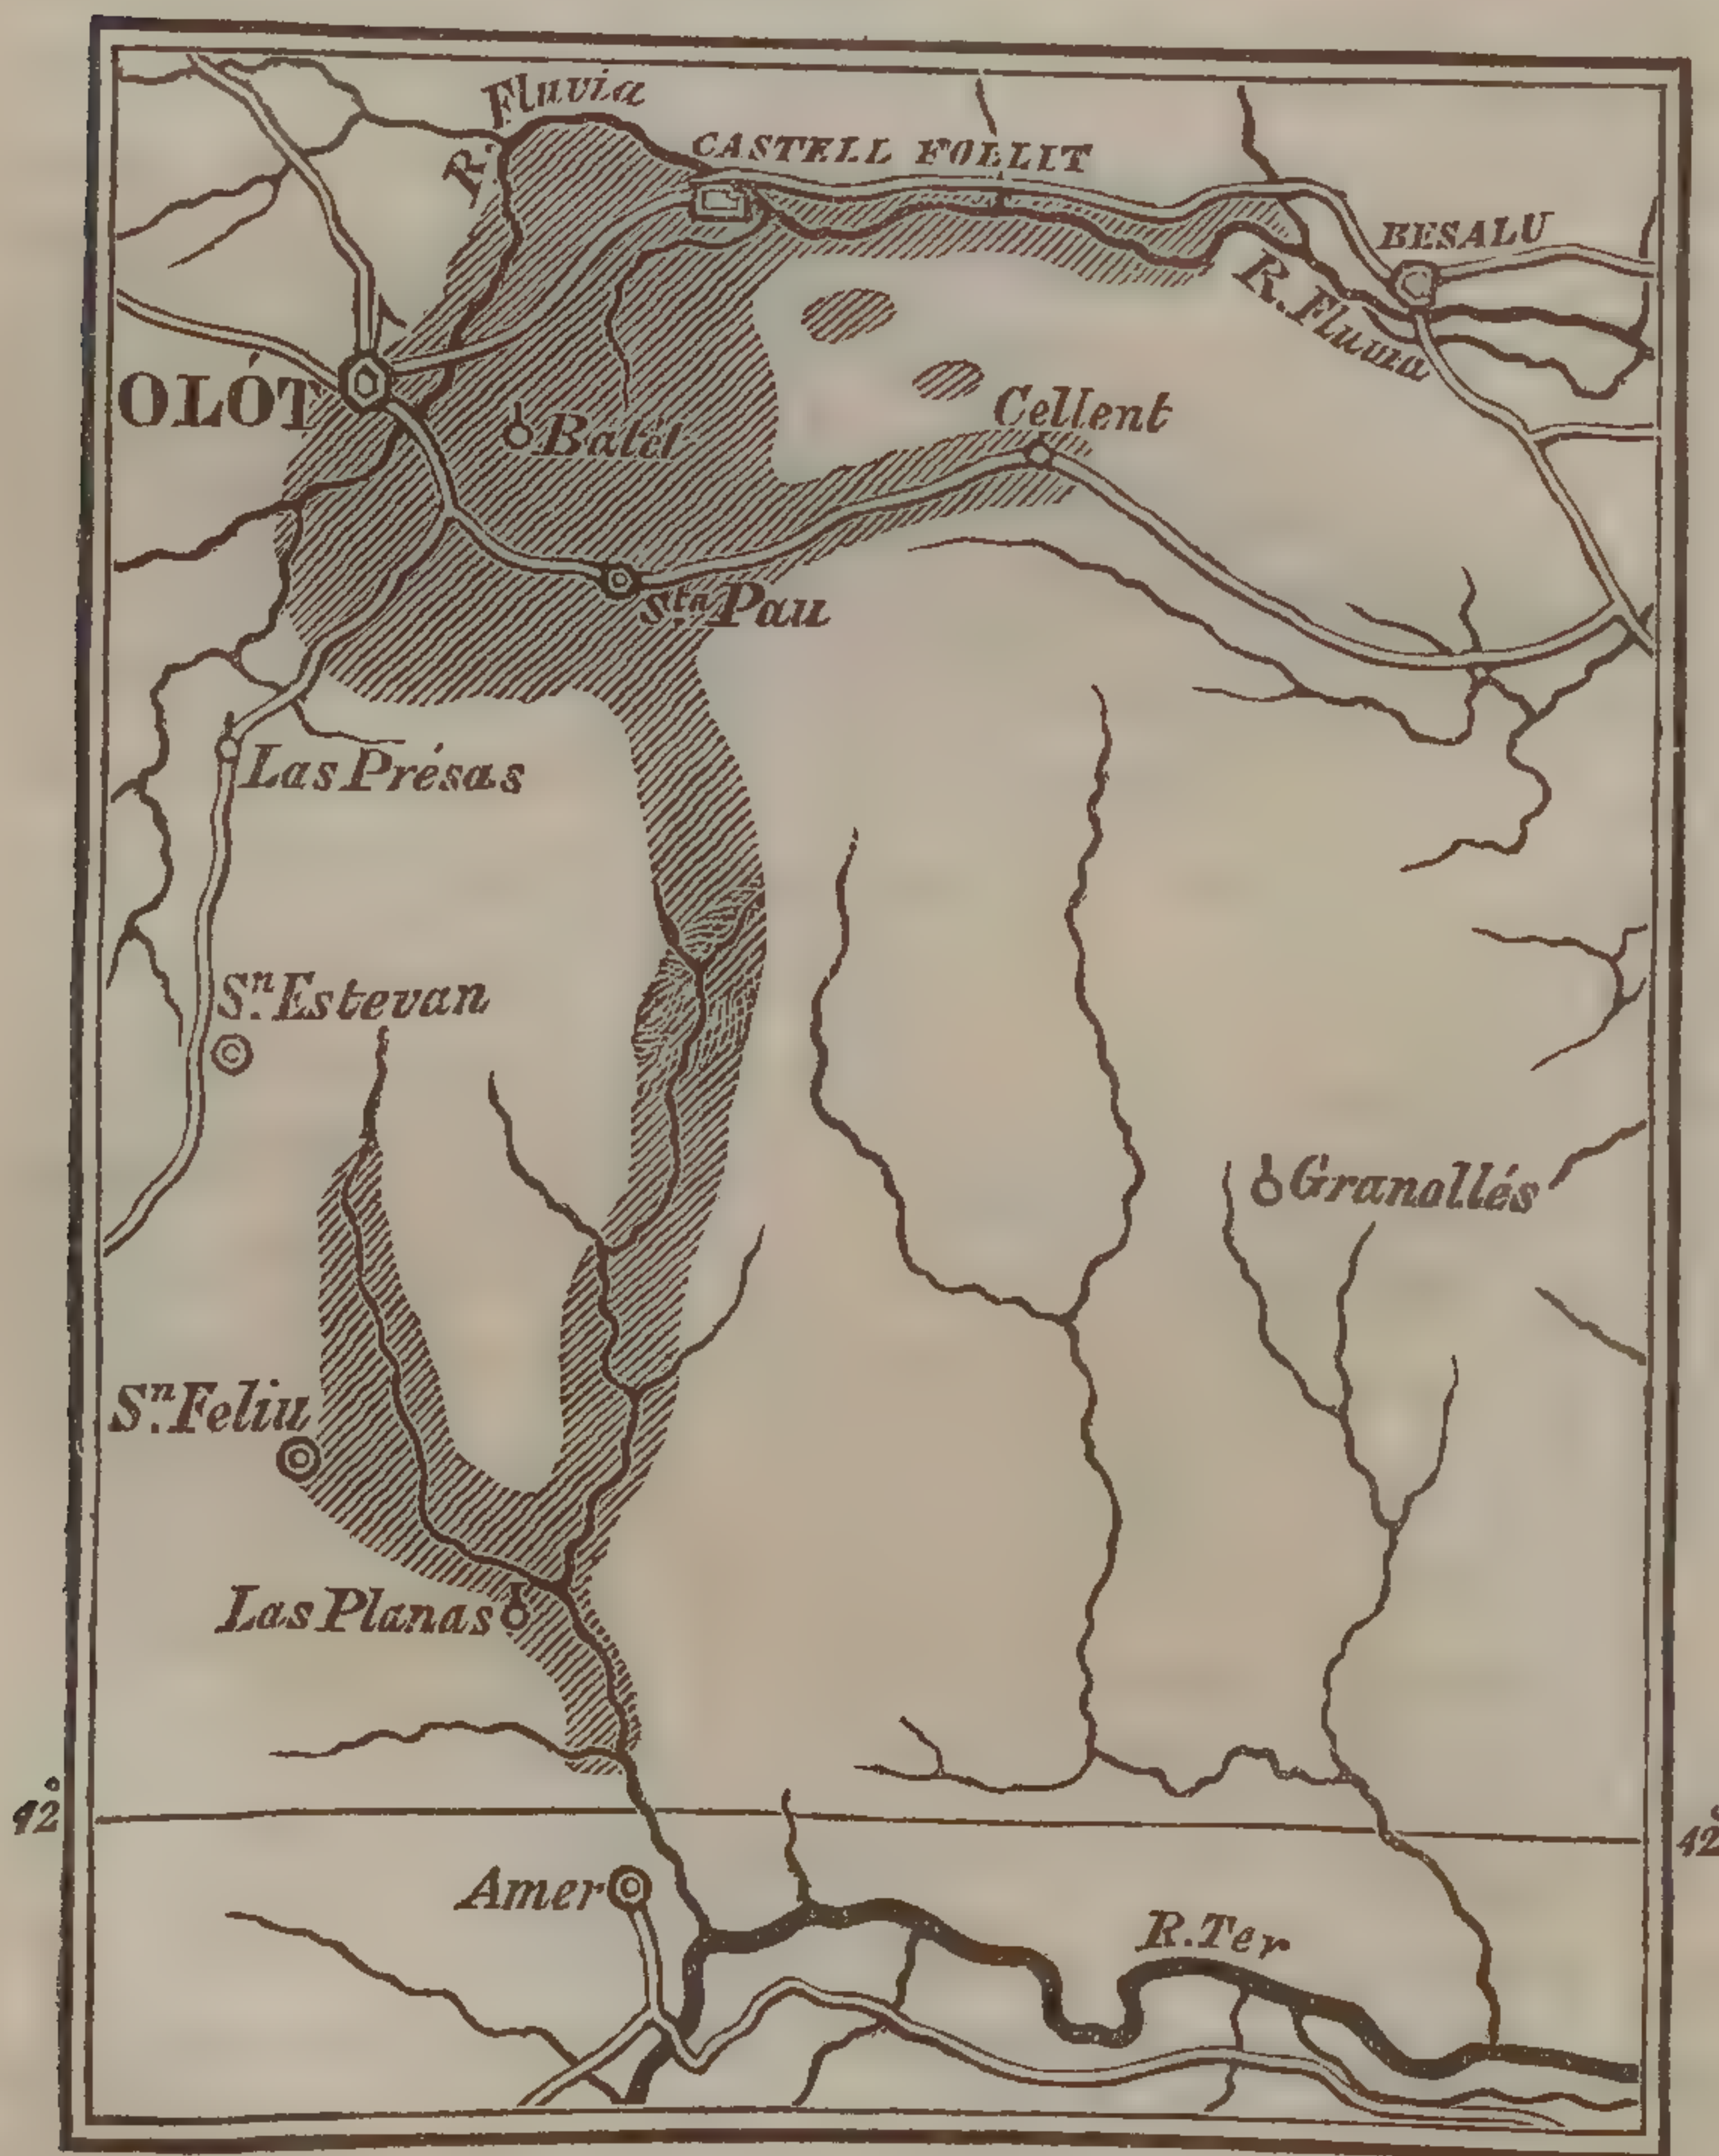 R. Fluvia
CASTELL FOLLIT
BESALU
R. Fluvia
OLÓT
Cellent
Batét
Sta Pau
Las Présas
Sn. Estevan
Granollés
Sn. Feliu
Las Planas
42°
42°
Amer
R. Ter